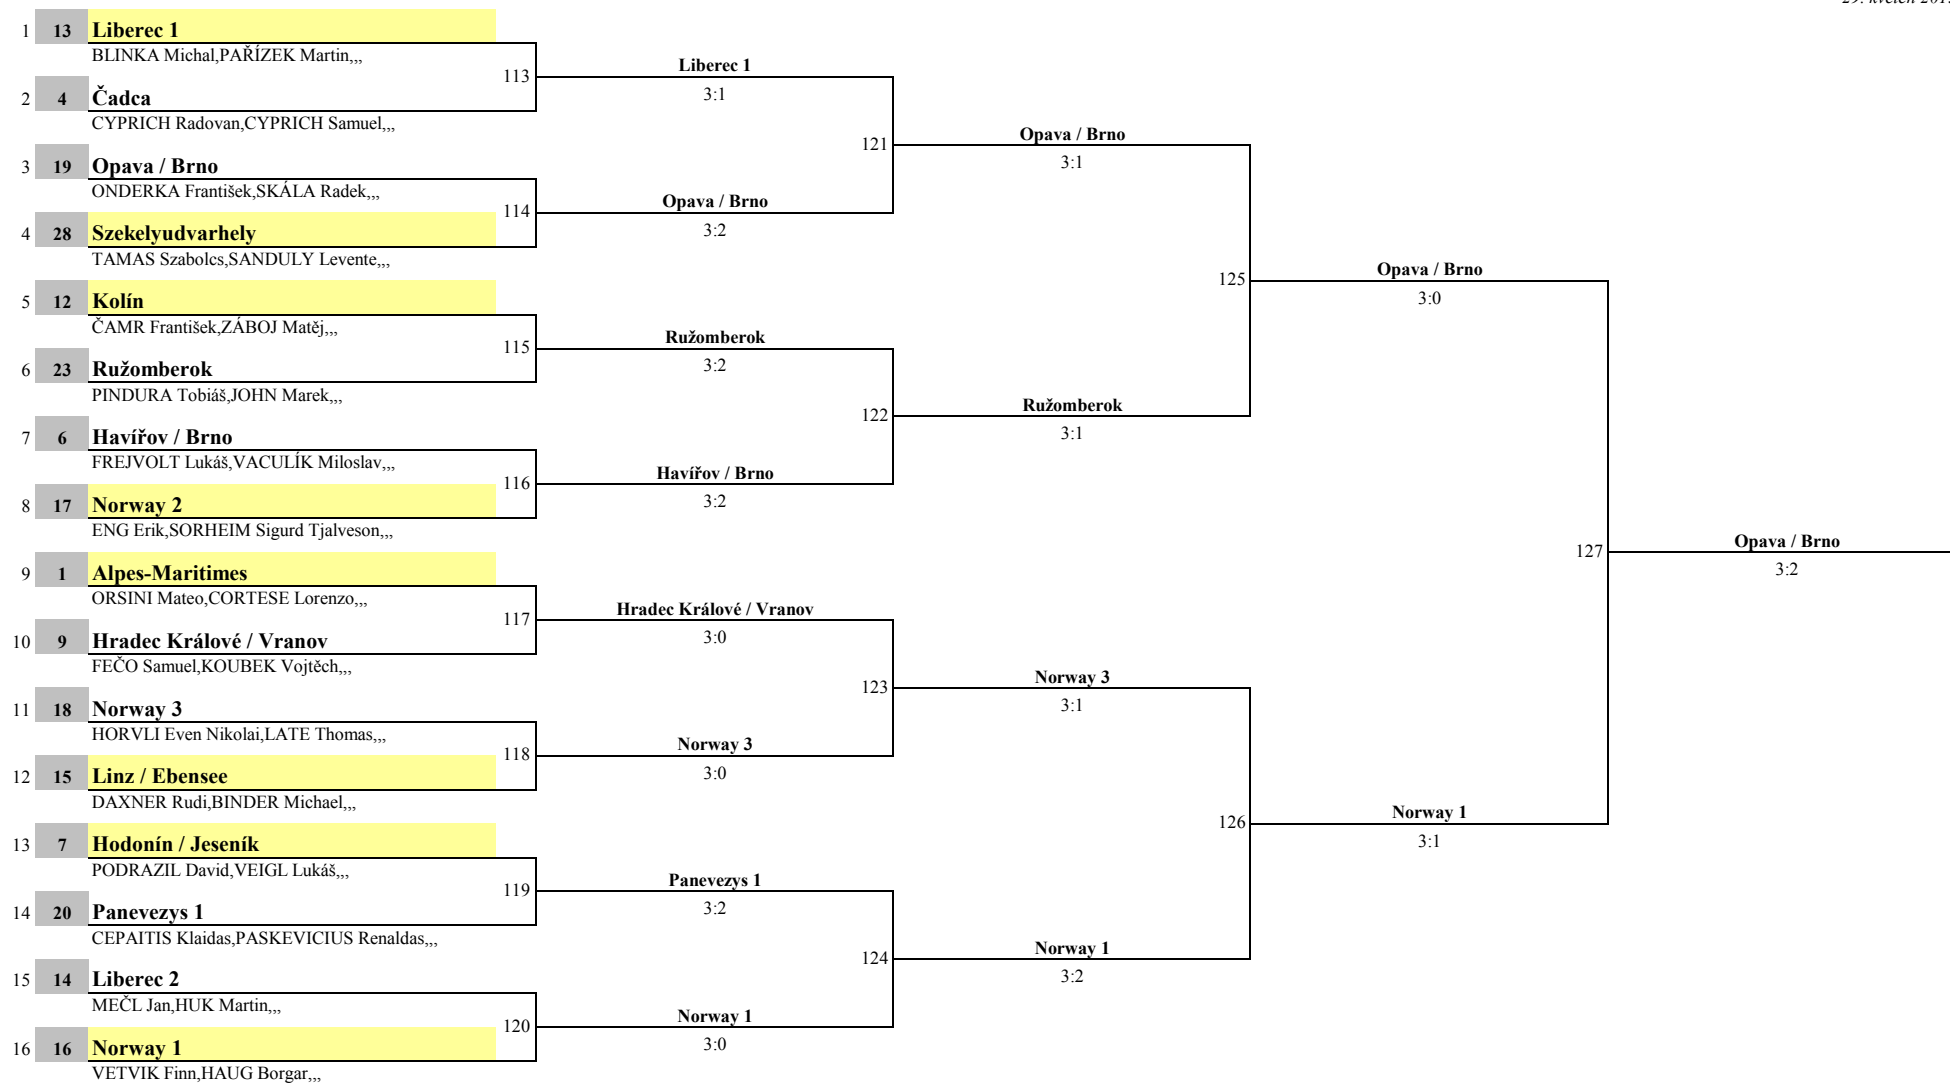 29. květen 201
1 13 Liberec 1
BLINKA Michal,PAŘÍZEK Martin,,,
113
Liberec 1
3:1
2 4 Čadca
CYPRICH Radovan,CYPRICH Samuel,,,
121
Opava / Brno
3:1
3 19 Opava / Brno
ONDERKA František,SKÁLA Radek,,,
114
Opava / Brno
3:2
4 28 Szekelyudvarhely
TAMAS Szabolcs,SANDULY Levente,,,
125
Opava / Brno
3:0
5 12 Kolín
ČAMR František,ZÁBOJ Matěj,,,
115
Ružomberok
3:2
6 23 Ružomberok
PINDURA Tobiáš,JOHN Marek,,,
122
Ružomberok
3:1
7 6 Havířov / Brno
FREJVOLT Lukáš,VACULÍK Miloslav,,,
116
Havířov / Brno
3:2
8 17 Norway 2
ENG Erik,SORHEIM Sigurd Tjalveson,,,
127
Opava / Brno
3:2
9 1 Alpes-Maritimes
ORSINI Mateo,CORTESE Lorenzo,,,
117
Hradec Králové / Vranov
3:0
10 9 Hradec Králové / Vranov
FEČO Samuel,KOUBEK Vojtěch,,,
123
Norway 3
3:1
11 18 Norway 3
HORVLI Even Nikolai,LATE Thomas,,,
118
Norway 3
3:0
12 15 Linz / Ebensee
DAXNER Rudi,BINDER Michael,,,
126
Norway 1
3:1
13 7 Hodonín / Jeseník
PODRAZIL David,VEIGL Lukáš,,,
119
Panevezys 1
3:2
14 20 Panevezys 1
CEPAITIS Klaidas,PASKEVICIUS Renaldas,,,
124
Norway 1
3:2
15 14 Liberec 2
MEČL Jan,HUK Martin,,,
120
Norway 1
3:0
16 16 Norway 1
VETVIK Finn,HAUG Borgar,,,